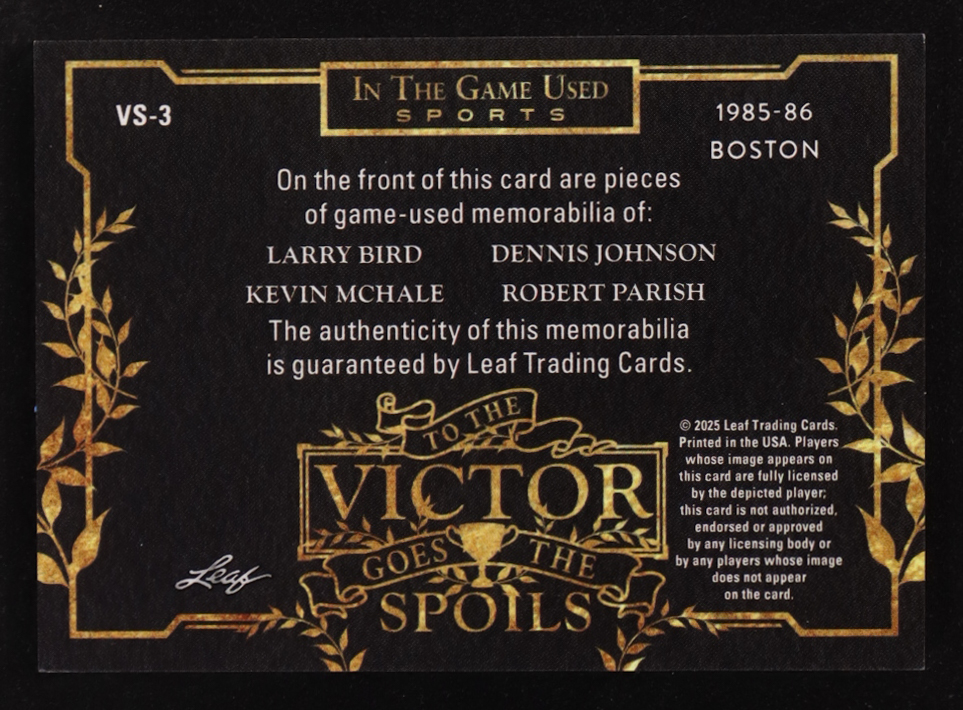 IN THE GAME USED
SPORTS
VS-3
1985-86
BOSTON
On the front of this card are pieces
of game-used memorabilia of:
LARRY BIRD DENNIS JOHNSON
KEVIN MCHALE ROBERT PARISH
The authenticity of this memorabilia
is guaranteed by Leaf Trading Cards.
TO THE
VICTOR
GOES THE
SPOILS
© 2025 Leaf Trading Cards.
Printed in the USA. Players
whose image appears on
this card are fully licensed
by the depicted player;
this card is not authorized,
endorsed or approved
by any licensing body or
by any players whose image
does not appear
on the card.
Leaf